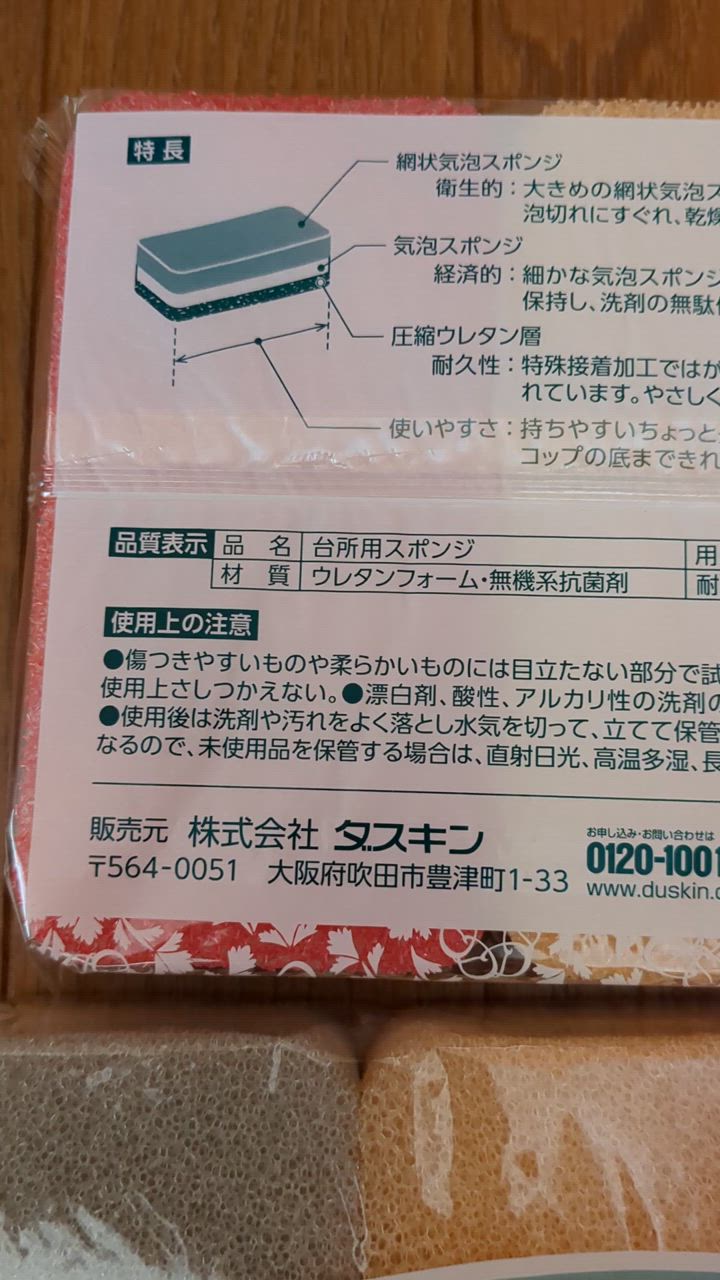 特長
網状気泡スポンジ
衛生的：大きめの網状気泡ス
泡切れにすぐれ、乾燥
気泡スポンジ
経済的：細かな気泡スポンジ
保持し、洗剤の無駄
圧縮ウレタン層
耐久性：特殊接着加工ではが
れています。やさしく
使いやすさ：持ちやすいちょっと
コップの底まできれ
品質表示 品名 台所用スポンジ 用
材質 ウレタンフォーム・無機系抗菌剤 耐
使用上の注意
●傷つきやすいものや柔らかいものには目立たない部分で試
使用上さしつかえない。●漂白剤、酸性、アルカリ性の洗剤の
●使用後は洗剤や汚れをよく落とし水気を切って、立てて保管
なるので、未使用品を保管する場合は、直射日光、高温多湿、長
販売元 株式会社 ダスキン
〒564-0051 大阪府吹田市豊津町1-33
お申し込み・お問い合わせは
0120-1001
www.duskin.c